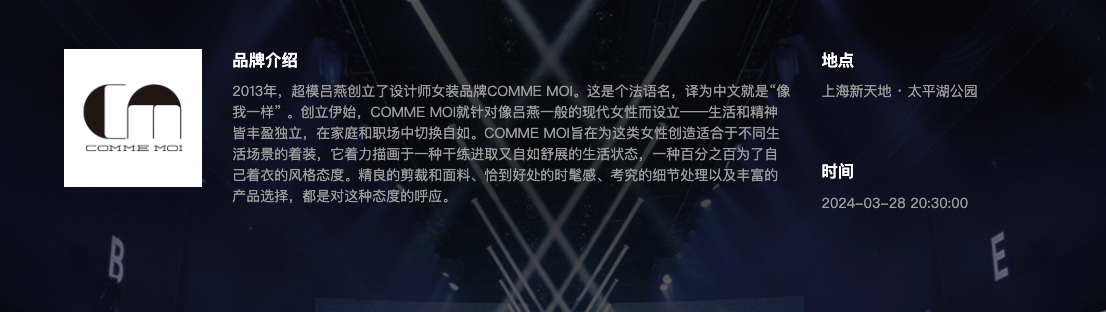 COMME MOI
品牌介绍
2013年，超模吕燕创立了设计师女装品牌COMME MOI。这是个法语名，译为中文就是“像
我一样”。创立伊始，COMME MOI就针对像吕燕一般的现代女性而设立——生活和精神
皆丰盈独立，在家庭和职场中切换自如。COMME MOI旨在为这类女性创造适合于不同生
活场景的着装，它着力描画于一种干练进取又自如舒展的生活状态，一种百分之百为了自
己着衣的风格态度。精良的剪裁和面料、恰到好处的时髦感、考究的细节处理以及丰富的
产品选择，都是对这种态度的呼应。
地点
上海新天地·太平湖公园
时间
2024-03-28 20:30:00
B
E